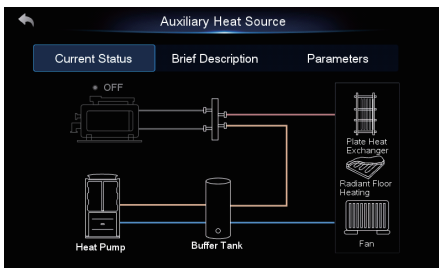 Auxiliary Heat Source
Current Status
Brief Description
Parameters
OFF
Plate Heat
Exchanger
Radiant Floor
Heating
Fan
Heat Pump
Buffer Tank